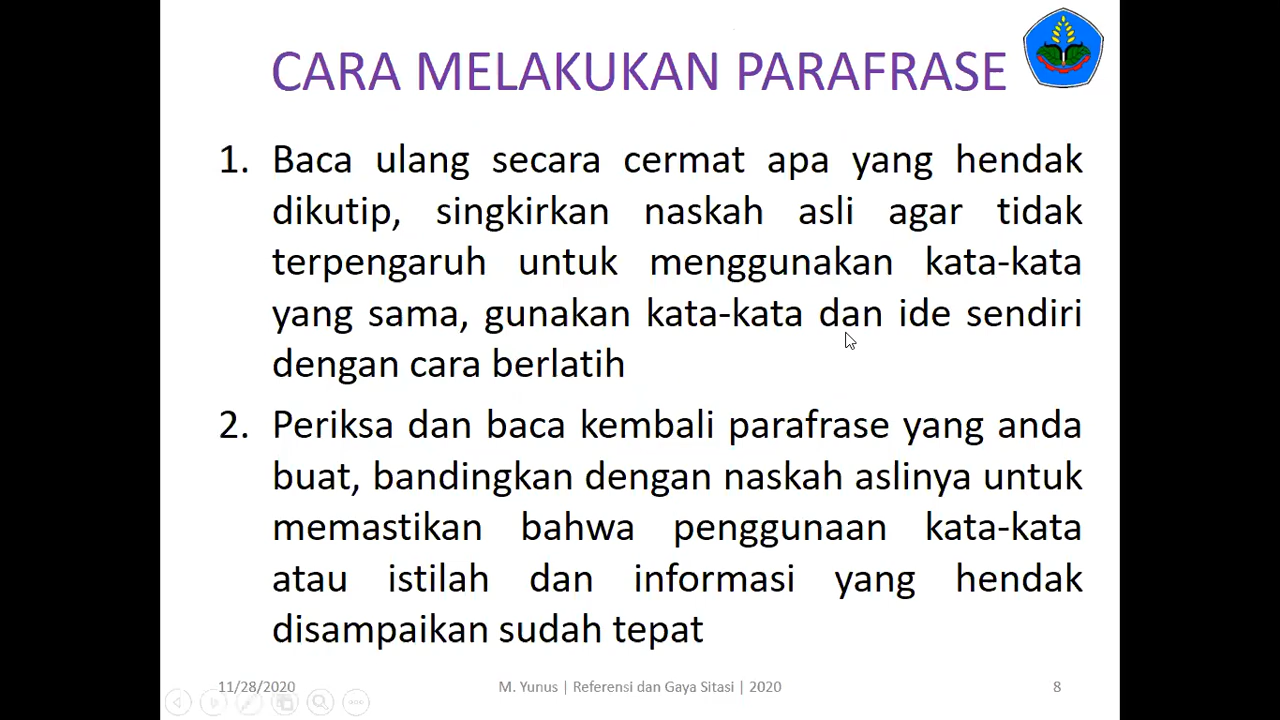 CARA MELAKUKAN PARAFRASE
1. Baca ulang secara cermat apa yang hendak
dikutip, singkirkan naskah asli agar tidak
terpengaruh untuk menggunakan kata-kata
yang sama, gunakan kata-kata dan ide sendiri
dengan cara berlatih
2. Periksa dan baca kembali parafrase yang anda
buat, bandingkan dengan naskah aslinya untuk
memastikan bahwa penggunaan kata-kata
atau istilah dan informasi yang hendak
disampaikan sudah tepat
11/28/2020 M. Yunus | Referensi dan Gaya Sitasi | 2020 8